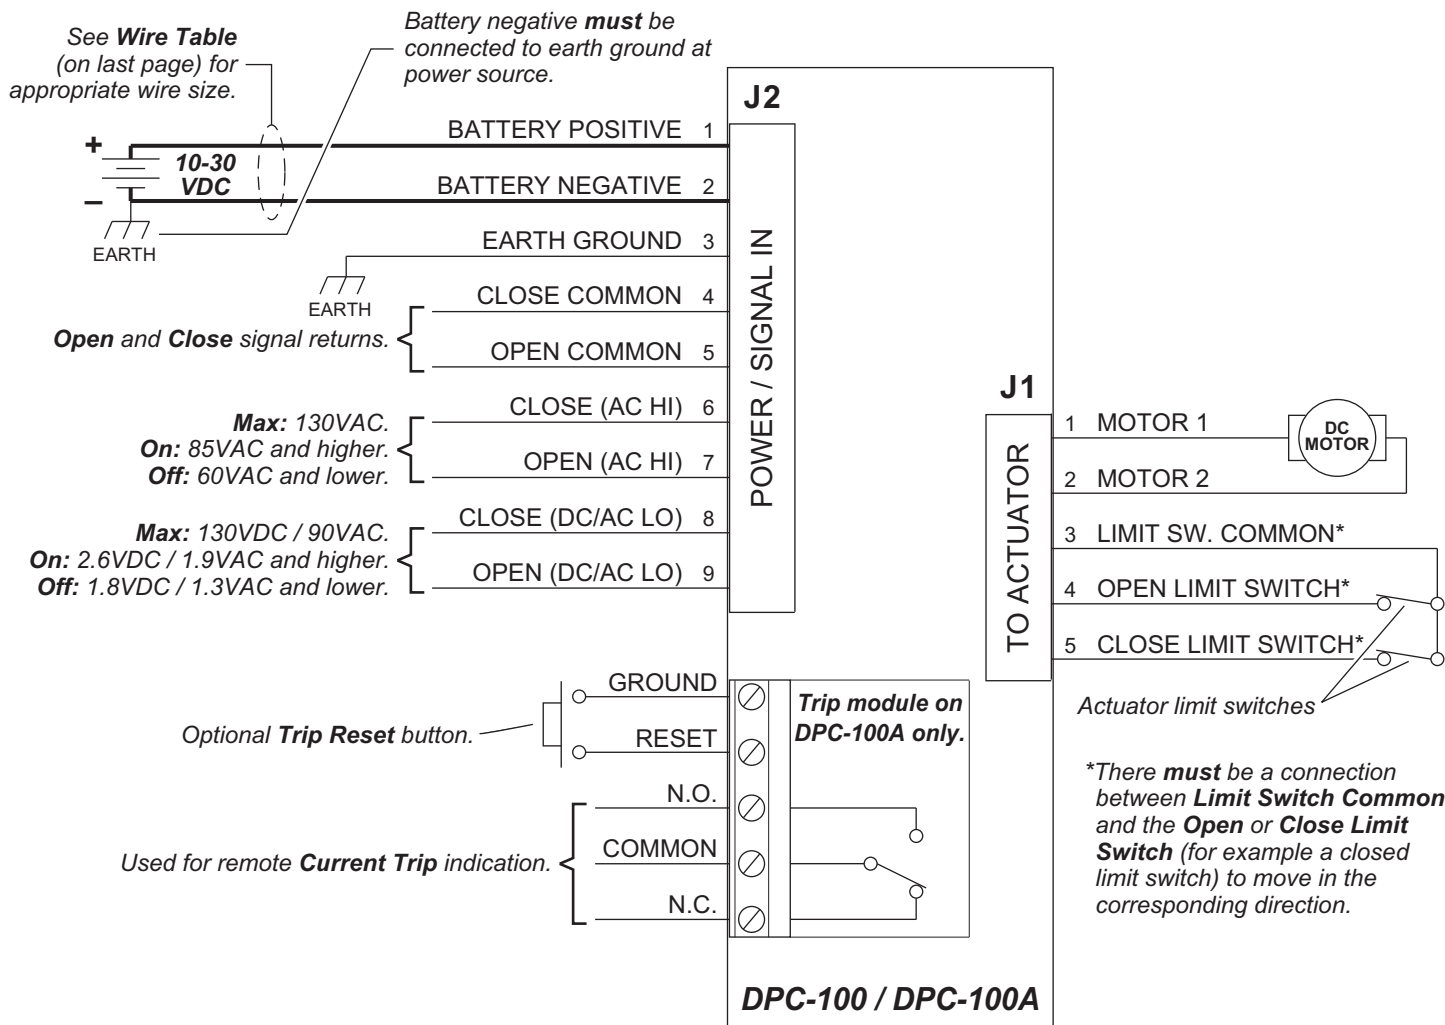 See Wire Table
(on last page) for
appropriate wire size.
Battery negative must be
connected to earth ground at
power source.
J2
BATTERY POSITIVE 1
+
10-30
VDC
BATTERY NEGATIVE 2
–
EARTH
EARTH GROUND 3
EARTH
CLOSE COMMON 4
Open and Close signal returns.
OPEN COMMON 5
CLOSE (AC HI) 6
Max: 130VAC.
On: 85VAC and higher.
Off: 60VAC and lower.
OPEN (AC HI) 7
CLOSE (DC/AC LO) 8
Max: 130VDC / 90VAC.
On: 2.6VDC / 1.9VAC and higher.
Off: 1.8VDC / 1.3VAC and lower.
OPEN (DC/AC LO) 9
POWER / SIGNAL IN
J1
TO ACTUATOR
1 MOTOR 1
DC
MOTOR
2 MOTOR 2
3 LIMIT SW. COMMON*
4 OPEN LIMIT SWITCH*
5 CLOSE LIMIT SWITCH*
Actuator limit switches
*There must be a connection
between Limit Switch Common
and the Open or Close Limit
Switch (for example a closed
limit switch) to move in the
corresponding direction.
GROUND
Optional Trip Reset button.
RESET
Trip module on
DPC-100A only.
N.O.
Used for remote Current Trip indication.
COMMON
N.C.
DPC-100 / DPC-100A